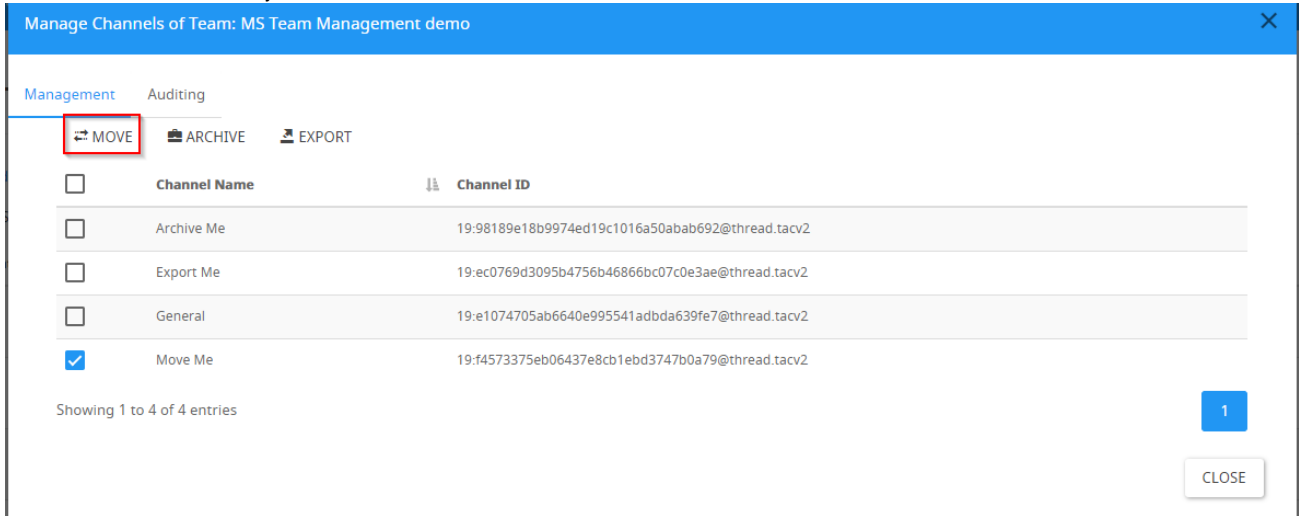 Manage Channels of Team: MS Team Management demo
Management Auditing
MOVE ARCHIVE EXPORT
Channel Name Channel ID
Archive Me 19:98189e18b9974ed19c1016a50abab692@thread.tacv2
Export Me 19:ec0769d3095b4756b46866bc07c0e3ae@thread.tacv2
General 19:e1074705ab6640e995541adbda639fe7@thread.tacv2
Move Me 19:f4573375eb06437e8cb1ebd3747b0a79@thread.tacv2
Showing 1 to 4 of 4 entries
1
CLOSE